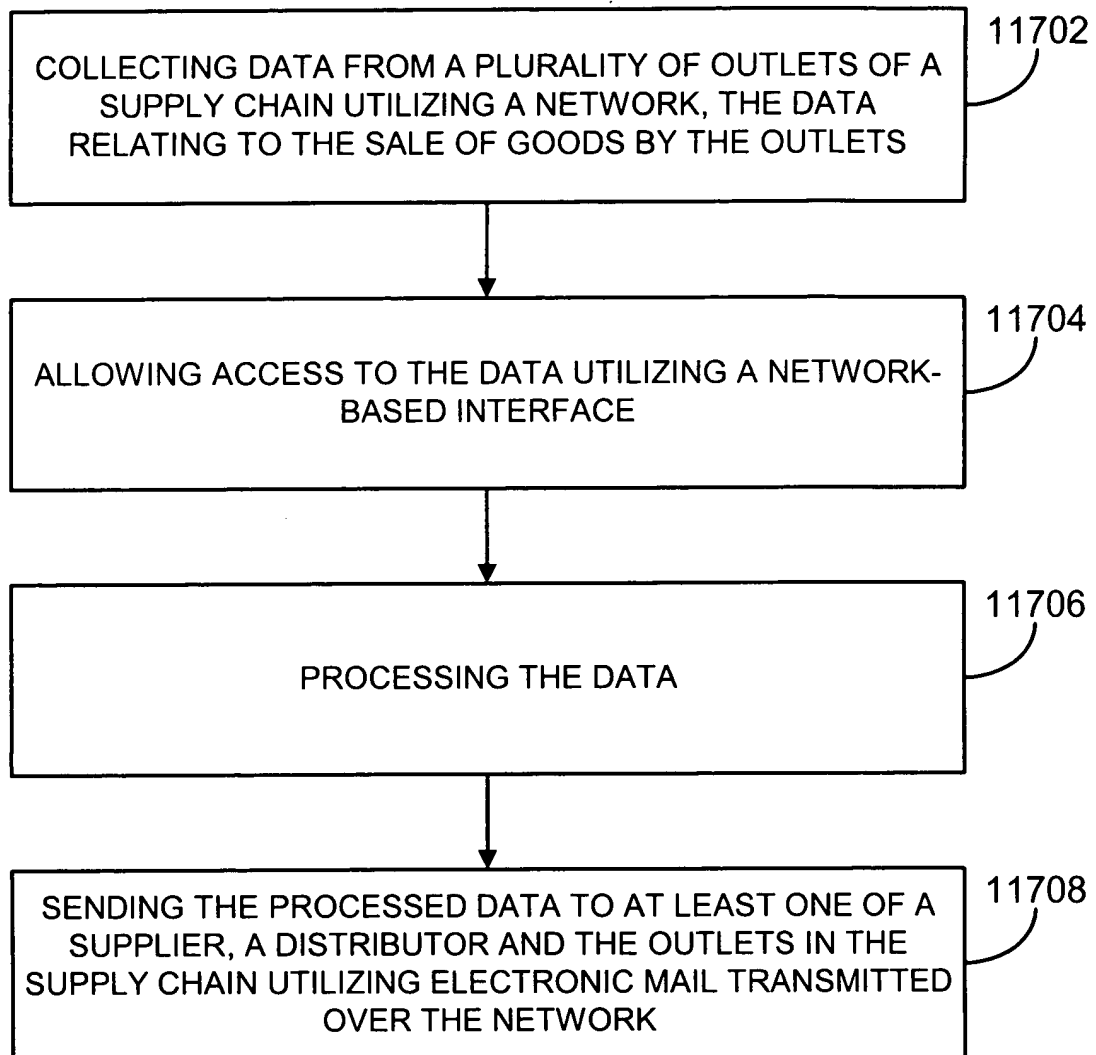 11702
COLLECTING DATA FROM A PLURALITY OF OUTLETS OF A
SUPPLY CHAIN UTILIZING A NETWORK, THE DATA
RELATING TO THE SALE OF GOODS BY THE OUTLETS
11704
ALLOWING ACCESS TO THE DATA UTILIZING A NETWORK-
BASED INTERFACE
11706
PROCESSING THE DATA
11708
SENDING THE PROCESSED DATA TO AT LEAST ONE OF A
SUPPLIER, A DISTRIBUTOR AND THE OUTLETS IN THE
SUPPLY CHAIN UTILIZING ELECTRONIC MAIL TRANSMITTED
OVER THE NETWORK